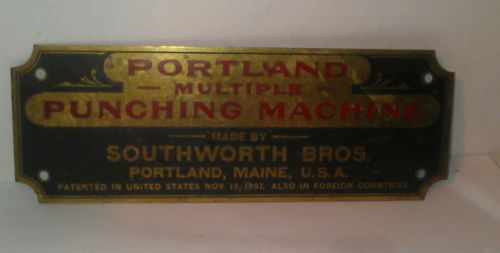 PORTLAND
— MULTIPLE —
PUNCHING MACHINE
— MADE BY —
SOUTHWORTH BROS.
PORTLAND, MAINE, U.S.A.
PATENTED IN UNITED STATES NOV. 19, 1907, ALSO IN FOREIGN COUNTRIES.